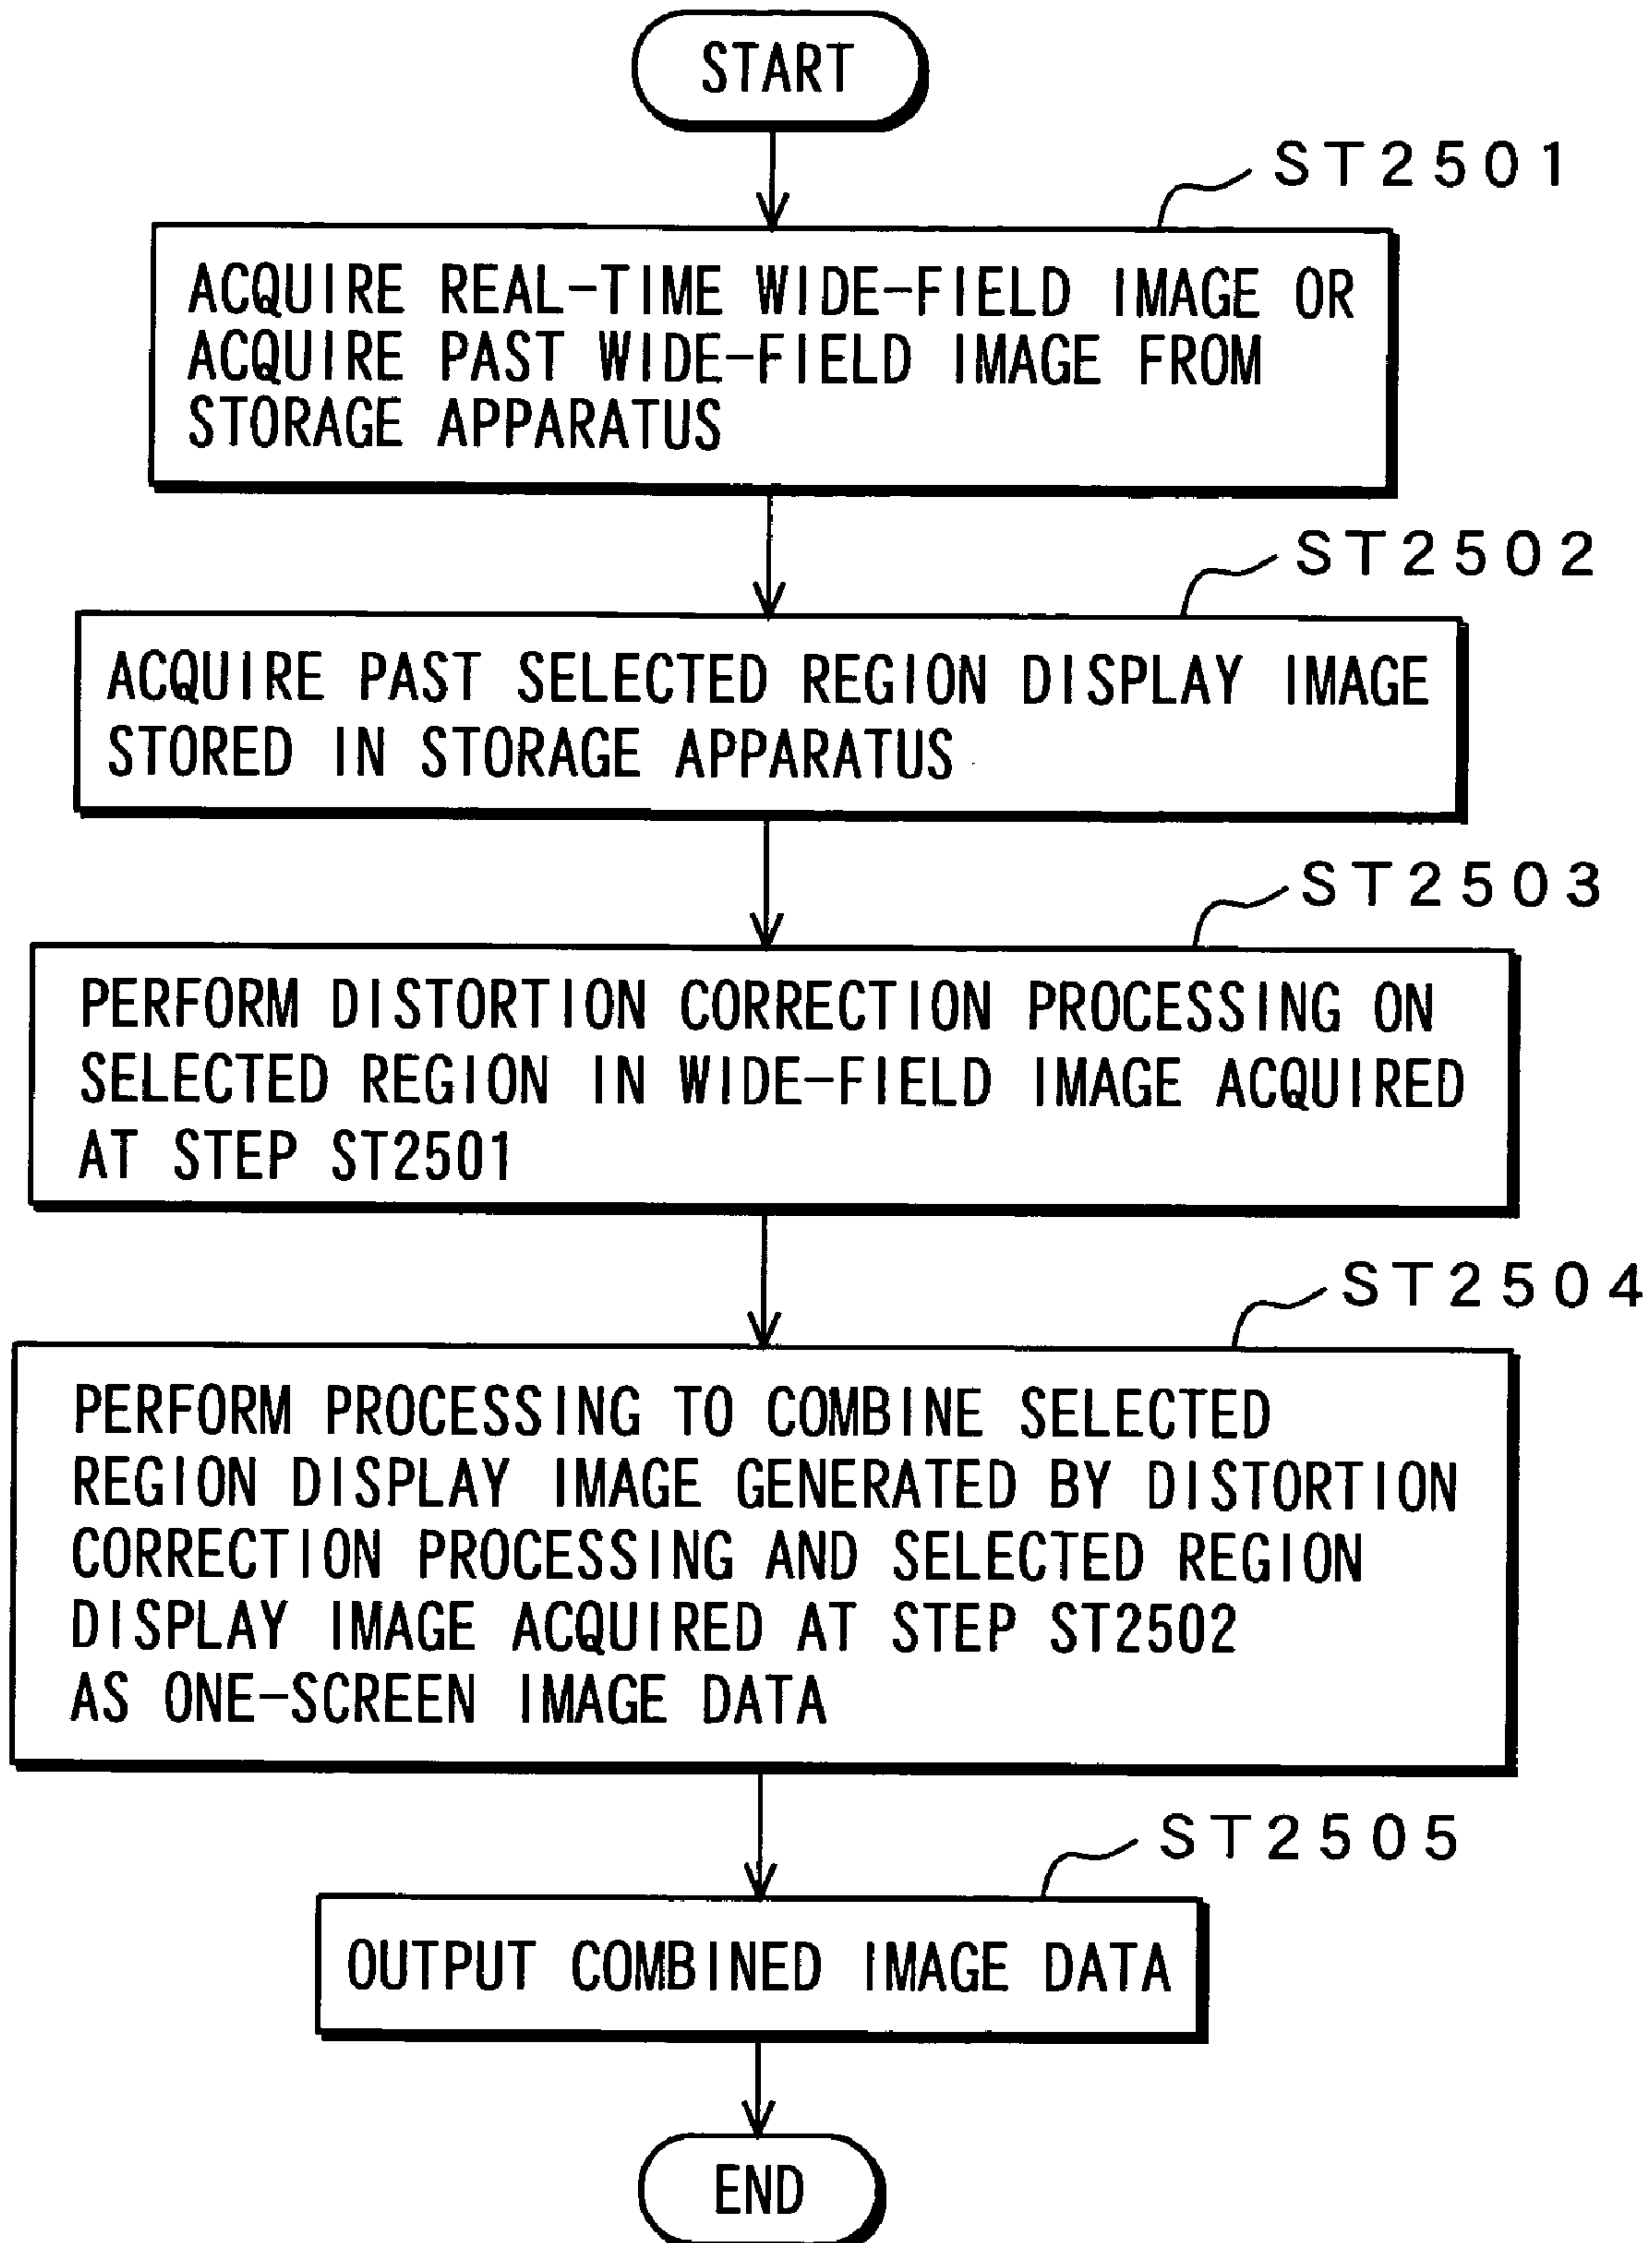 START
ST2501
ACQUIRE REAL-TIME WIDE-FIELD IMAGE OR
ACQUIRE PAST WIDE-FIELD IMAGE FROM
STORAGE APPARATUS
ST2502
ACQUIRE PAST SELECTED REGION DISPLAY IMAGE
STORED IN STORAGE APPARATUS
ST2503
PERFORM DISTORTION CORRECTION PROCESSING ON
SELECTED REGION IN WIDE-FIELD IMAGE ACQUIRED
AT STEP ST2501
ST2504
PERFORM PROCESSING TO COMBINE SELECTED
REGION DISPLAY IMAGE GENERATED BY DISTORTION
CORRECTION PROCESSING AND SELECTED REGION
DISPLAY IMAGE ACQUIRED AT STEP ST2502
AS ONE-SCREEN IMAGE DATA
ST2505
OUTPUT COMBINED IMAGE DATA
END